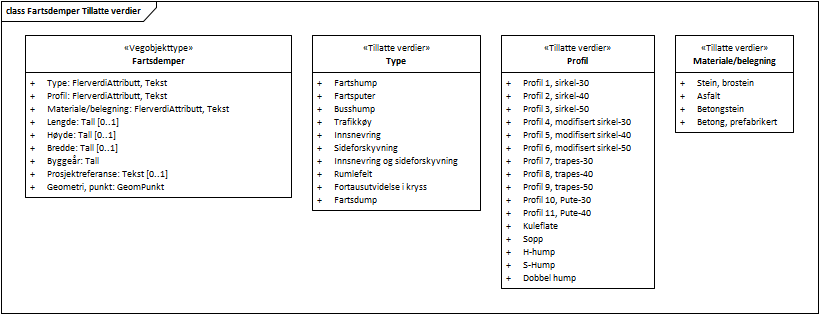 class Fartsdemper Tillatte verdier
«Vegobjekttype»
Fartsdemper
+ Type: FlerverdiAttributt, Tekst
+ Profil: FlerverdiAttributt, Tekst
+ Materiale/belegning: FlerverdiAttributt, Tekst
+ Lengde: Tall [0..1]
+ Høyde: Tall [0..1]
+ Bredde: Tall [0..1]
+ Byggeår: Tall
+ Prosjektreferanse: Tekst [0..1]
+ Geometri, punkt: GeomPunkt
«Tillatte verdier»
Type
+ Fartshump
+ Fartsputer
+ Busshump
+ Trafikkøy
+ Innsnevring
+ Sideforskyvning
+ Innsnevring og sideforskyvning
+ Rumlefelt
+ Fortausutvidelse i kryss
+ Fartsdump
«Tillatte verdier»
Profil
+ Profil 1, sirkel-30
+ Profil 2, sirkel-40
+ Profil 3, sirkel-50
+ Profil 4, modifisert sirkel-30
+ Profil 5, modifisert sirkel-40
+ Profil 6, modifisert sirkel-50
+ Profil 7, trapes-30
+ Profil 8, trapes-40
+ Profil 9, trapes-50
+ Profil 10, Pute-30
+ Profil 11, Pute-40
+ Kuleflate
+ Sopp
+ H-hump
+ S-Hump
+ Dobbel hump
«Tillatte verdier»
Materiale/belegning
+ Stein, brostein
+ Asfalt
+ Betongstein
+ Betong, prefabrikert